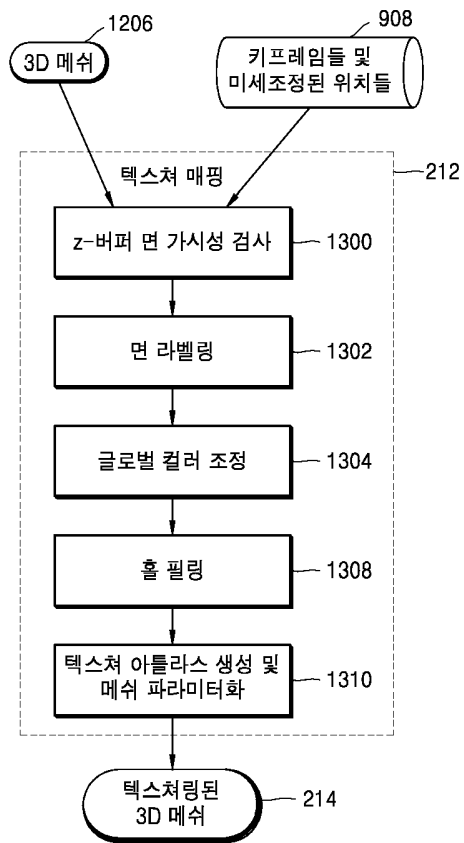 1206
3D 메쉬
908
키프레임들 및
미세조정된 위치들
텍스쳐 매핑
212
z-버퍼 면 가시성 검사
1300
면 라벨링
1302
글로벌 컬러 조정
1304
홀 필링
1308
텍스쳐 아틀라스 생성 및
메쉬 파라미터화
1310
텍스쳐링된
3D 메쉬
214